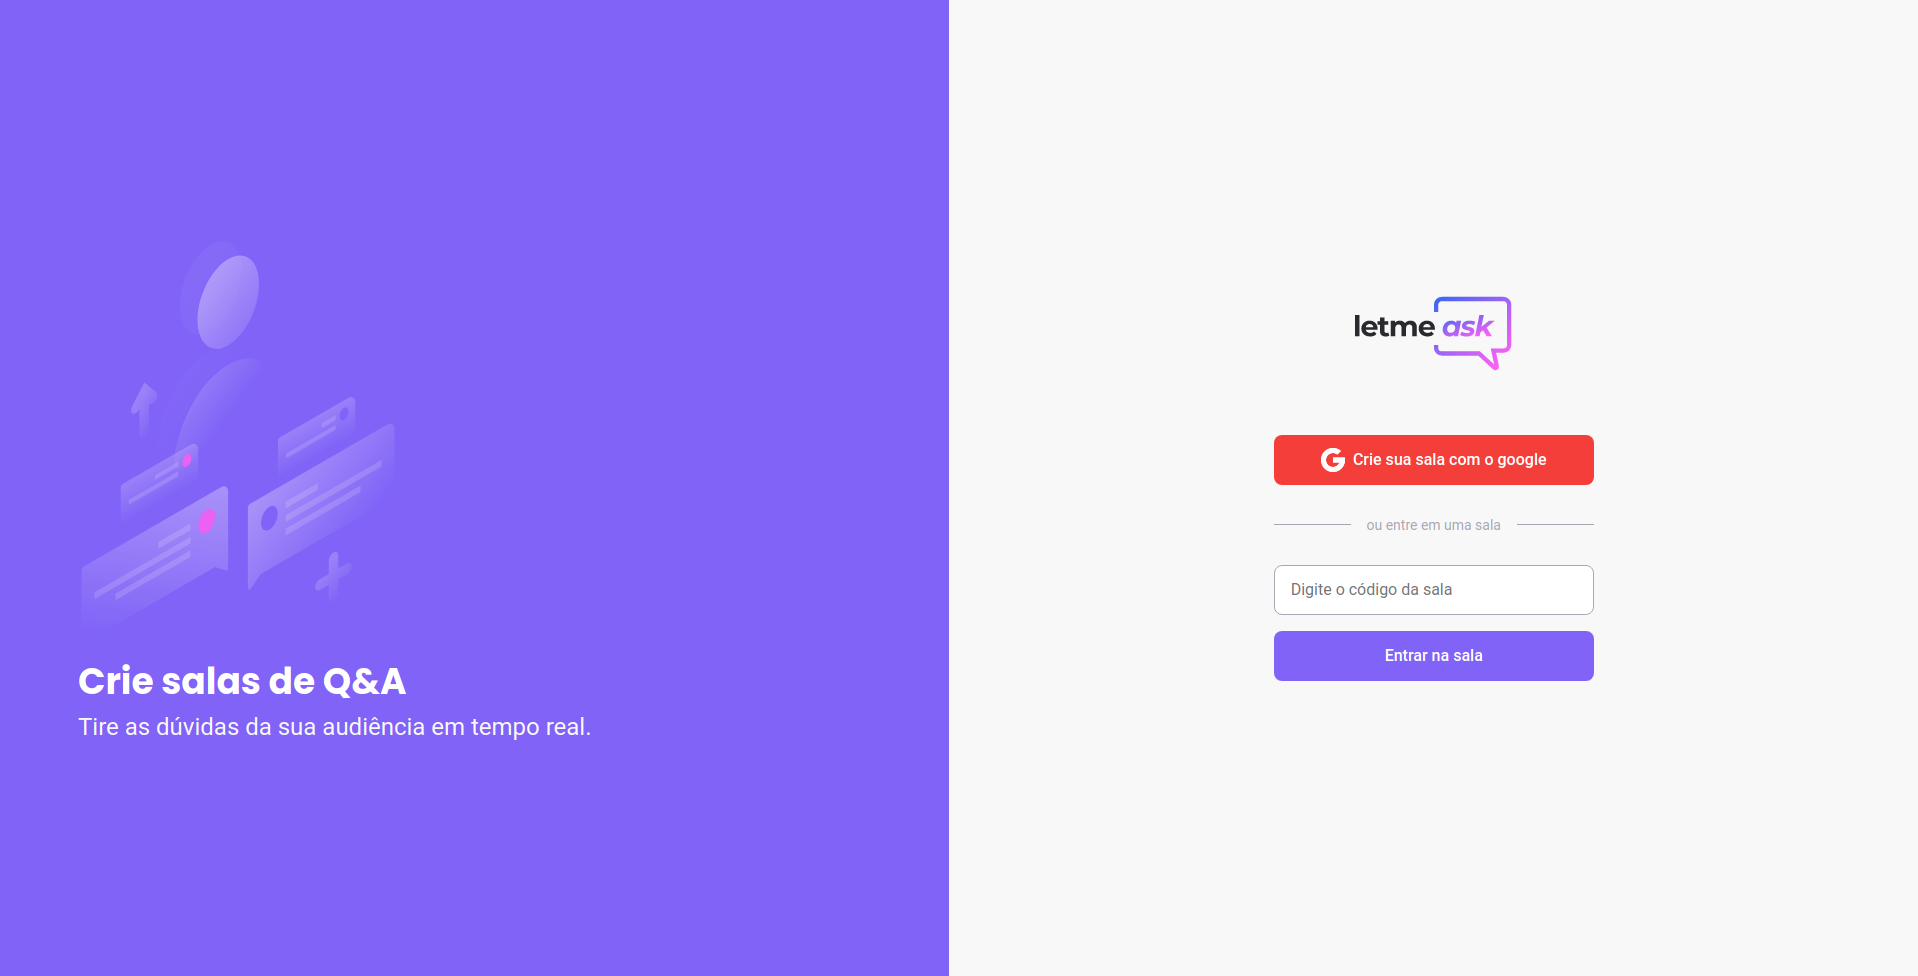 Crie salas de Q&A
Tire as dúvidas da sua audiência em tempo real.
letme ask
Crie sua sala com o google
ou entre em uma sala
Digite o código da sala
Entrar na sala